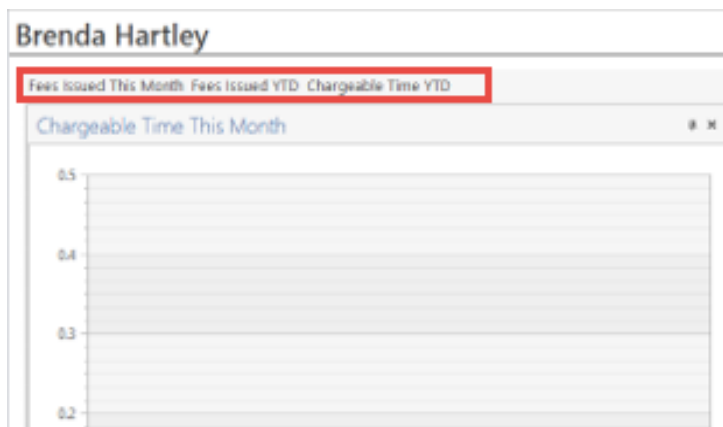 Brenda Hartley
Fees Issued This Month Fees Issued YTD Chargeable Time YTD
Chargeable Time This Month
0.5
0.4
0.3
0.2